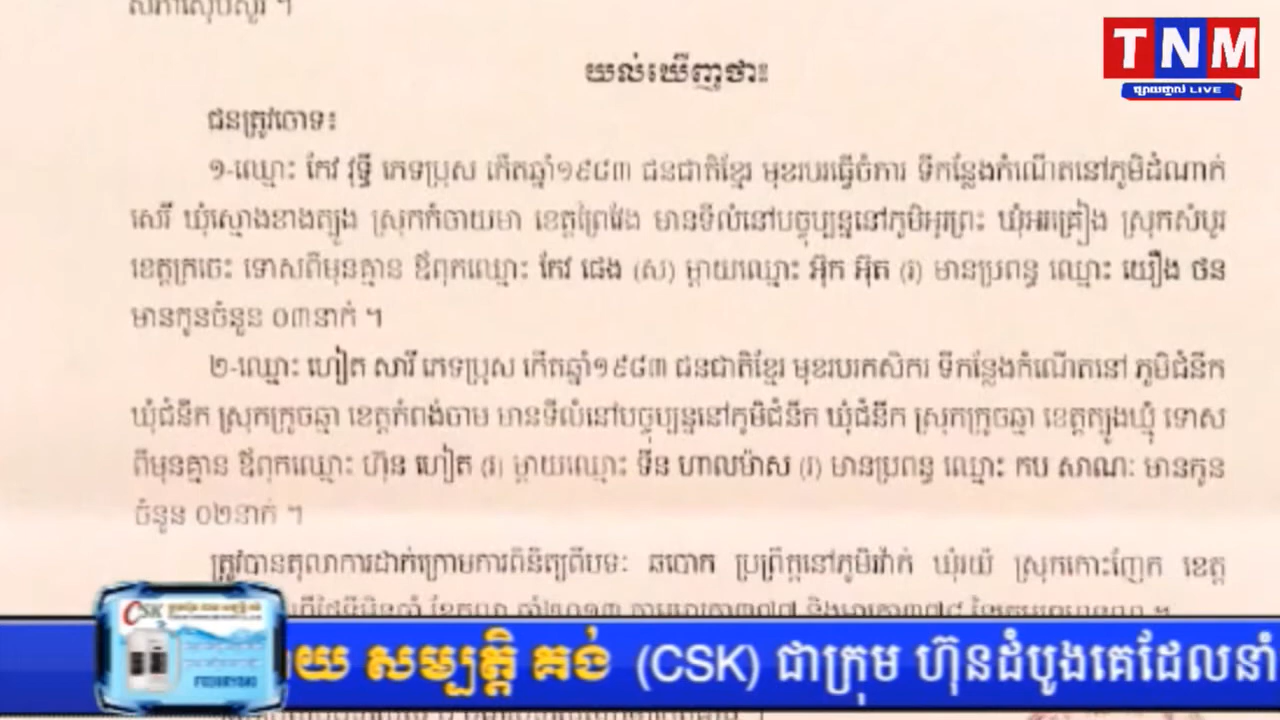 យល់ឃើញថា៖
TNM
ផ្សាយផ្ទាល់ LIVE
ជនត្រូវចោទ៖
១-ឈ្មោះ កែវ វុទ្ធី ភេទប្រុស កើតឆ្នាំ១៩៨៣ ជនជាតិខ្មែរ មុខរបរធ្វើចំការ ទីកន្លែងកំណើតនៅភូមិដំណាក់
សេរី ឃុំស្មោងខាងត្បូង ស្រុកកំចាយមា ខេត្តព្រៃវែង មានទីលំនៅបច្ចុប្បន្ននៅភូមិអូរព្រះ ឃុំអរគ្រៀង ស្រុកសំបូរ
ខេត្តក្រចេះ ទោសពីមុនគ្មាន ឪពុកឈ្មោះ កែវ ជេង (ស) ម្តាយឈ្មោះ អ៊ុក អ៊ុត (រ) មានប្រពន្ធ ឈ្មោះ យឿង ថន
មានកូនចំនួន ០៣នាក់ ។
២-ឈ្មោះ ហៀត សារី ភេទប្រុស កើតឆ្នាំ១៩៨៣ ជនជាតិខ្មែរ មុខរបរកសិករ ទីកន្លែងកំណើតនៅ ភូមិជំនីក
ឃុំជំនីក ស្រុកក្រូចឆ្មា ខេត្តកំពង់ចាម មានទីលំនៅបច្ចុប្បន្ននៅភូមិជំនីក ឃុំជំនីក ស្រុកក្រូចឆ្មា ខេត្តត្បូងឃ្មុំ ទោស
ពីមុនគ្មាន ឪពុកឈ្មោះ ហ៊ុន ហៀត (រ) ម្តាយឈ្មោះ ទីន ហាលម៉ាស (រ) មានប្រពន្ធ ឈ្មោះ កប សាណៈ មានកូន
ចំនួន ០២នាក់ ។
ត្រូវបានតុលាការដាក់ក្រោមការពិនិត្យពីបទៈ ឆបោក ប្រព្រឹត្តនៅភូមិរ៉ាក់ ឃុំរយ៉ ស្រុកកោះញែក ខេត្ត
CSK
យ សម្បត្តិ គង់ (CSK) ជាក្រុម ហ៊ុនដំបូងគេដែលនាំ